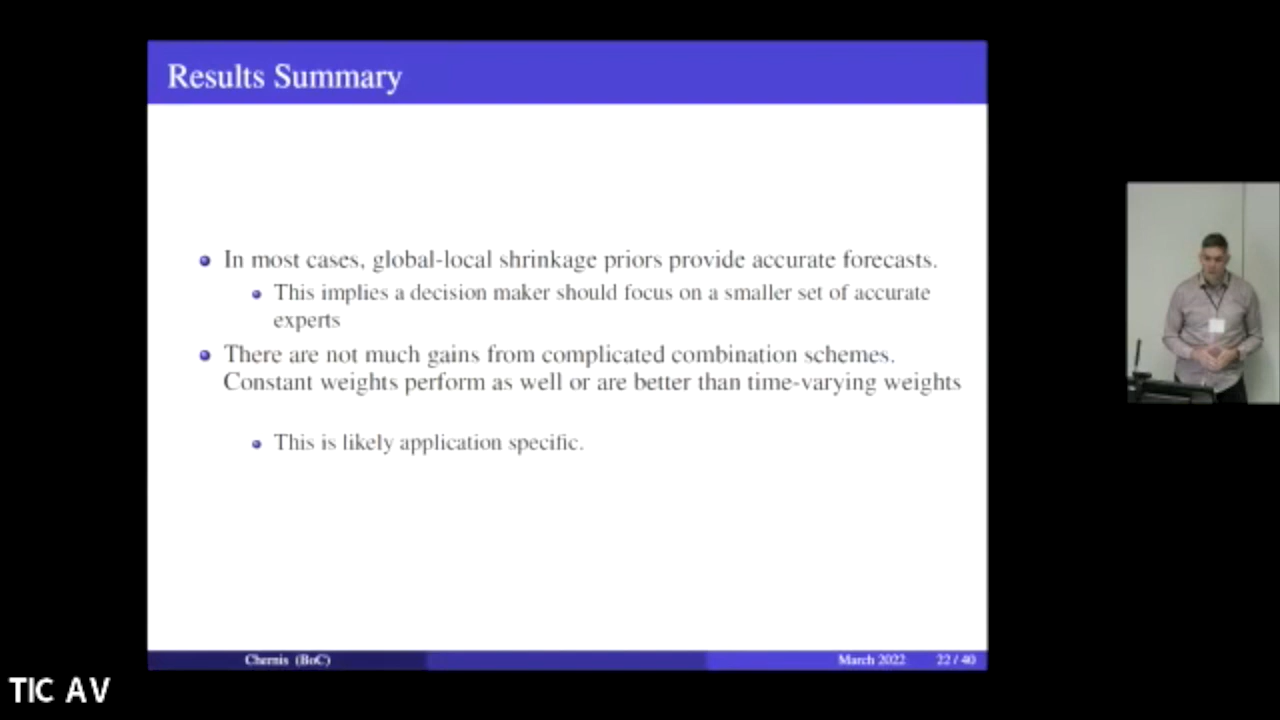 Results Summary
In most cases, global-local shrinkage priors provide accurate forecasts.
This implies a decision maker should focus on a smaller set of accurate
experts
There are not much gains from complicated combination schemes.
Constant weights perform as well or are better than time-varying weights
This is likely application specific.
Chernis (BoC)
March 2022 22 / 40
TIC AV